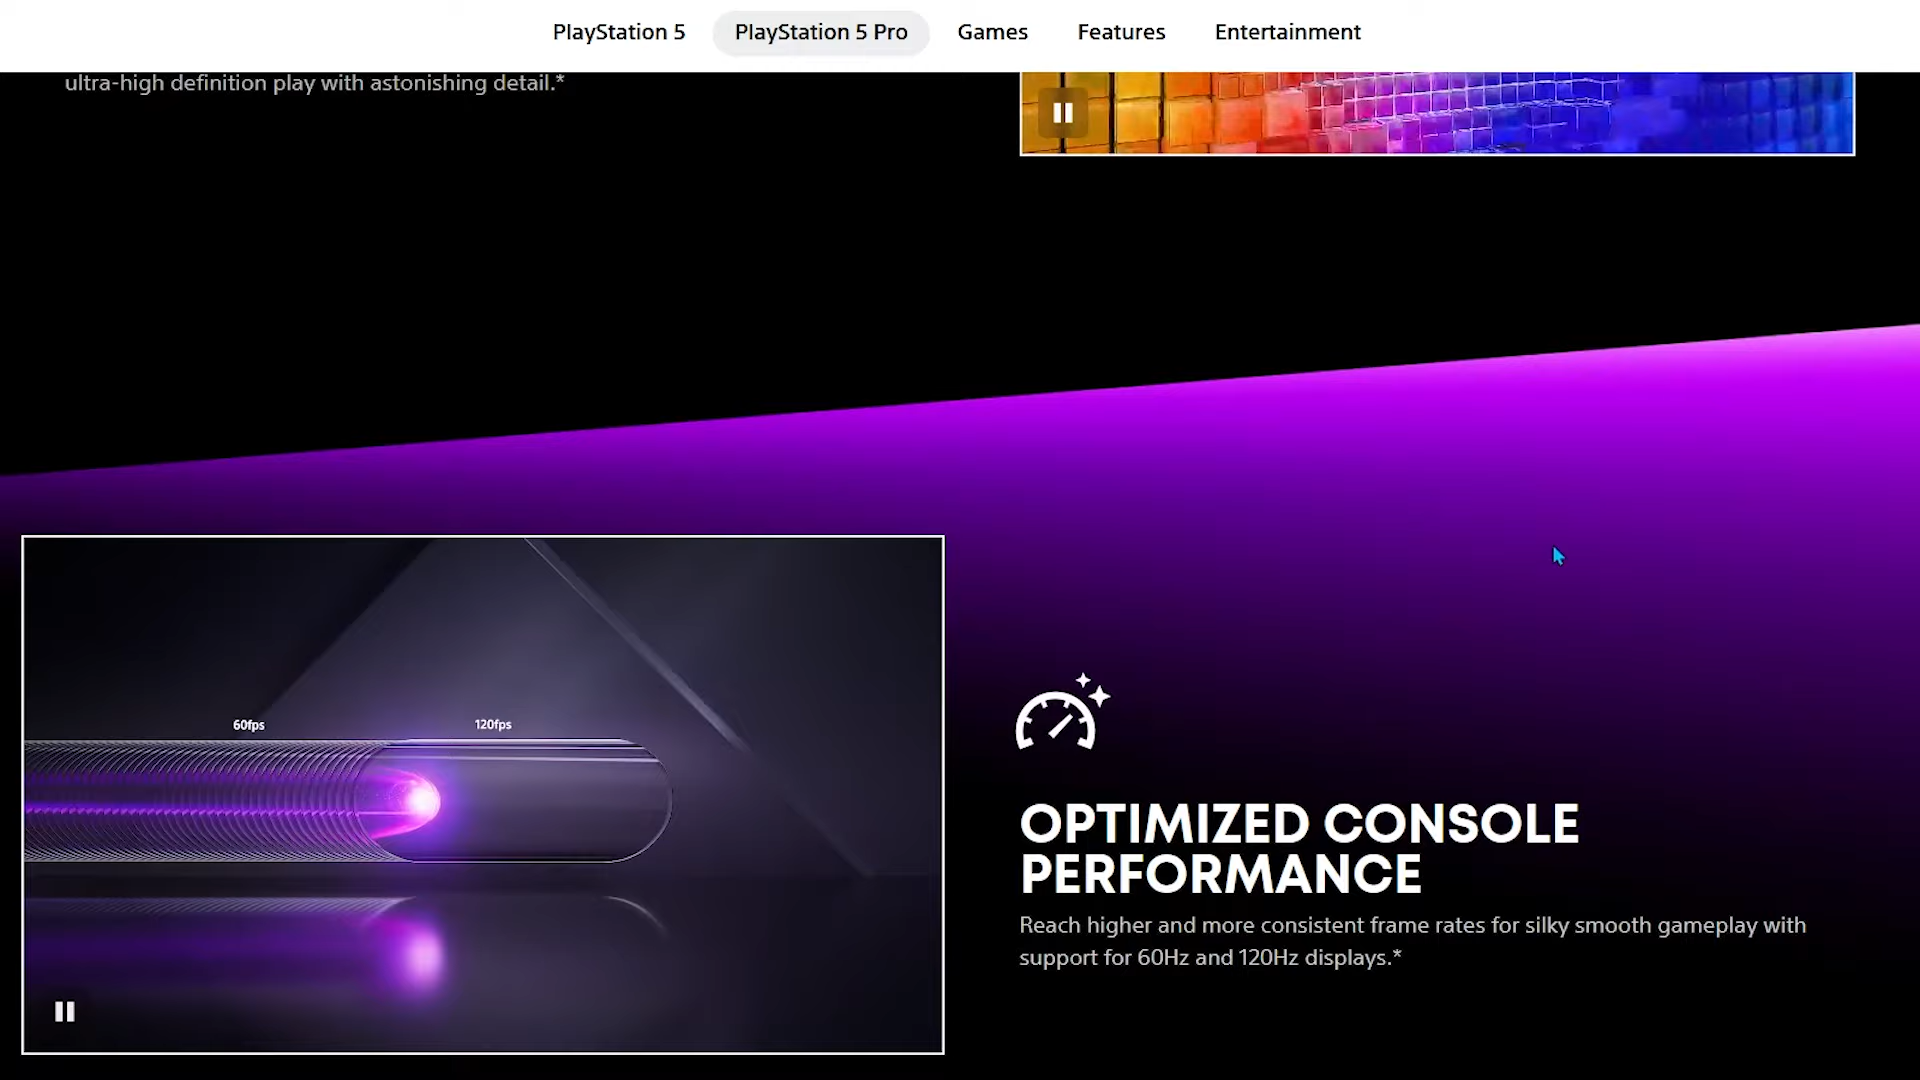 PlayStation 5
PlayStation 5 Pro
Games
Features
Entertainment
ultra-high definition play with astonishing detail.*
60fps
120fps
OPTIMIZED CONSOLE
PERFORMANCE
Reach higher and more consistent frame rates for silky smooth gameplay with
support for 60Hz and 120Hz displays.*